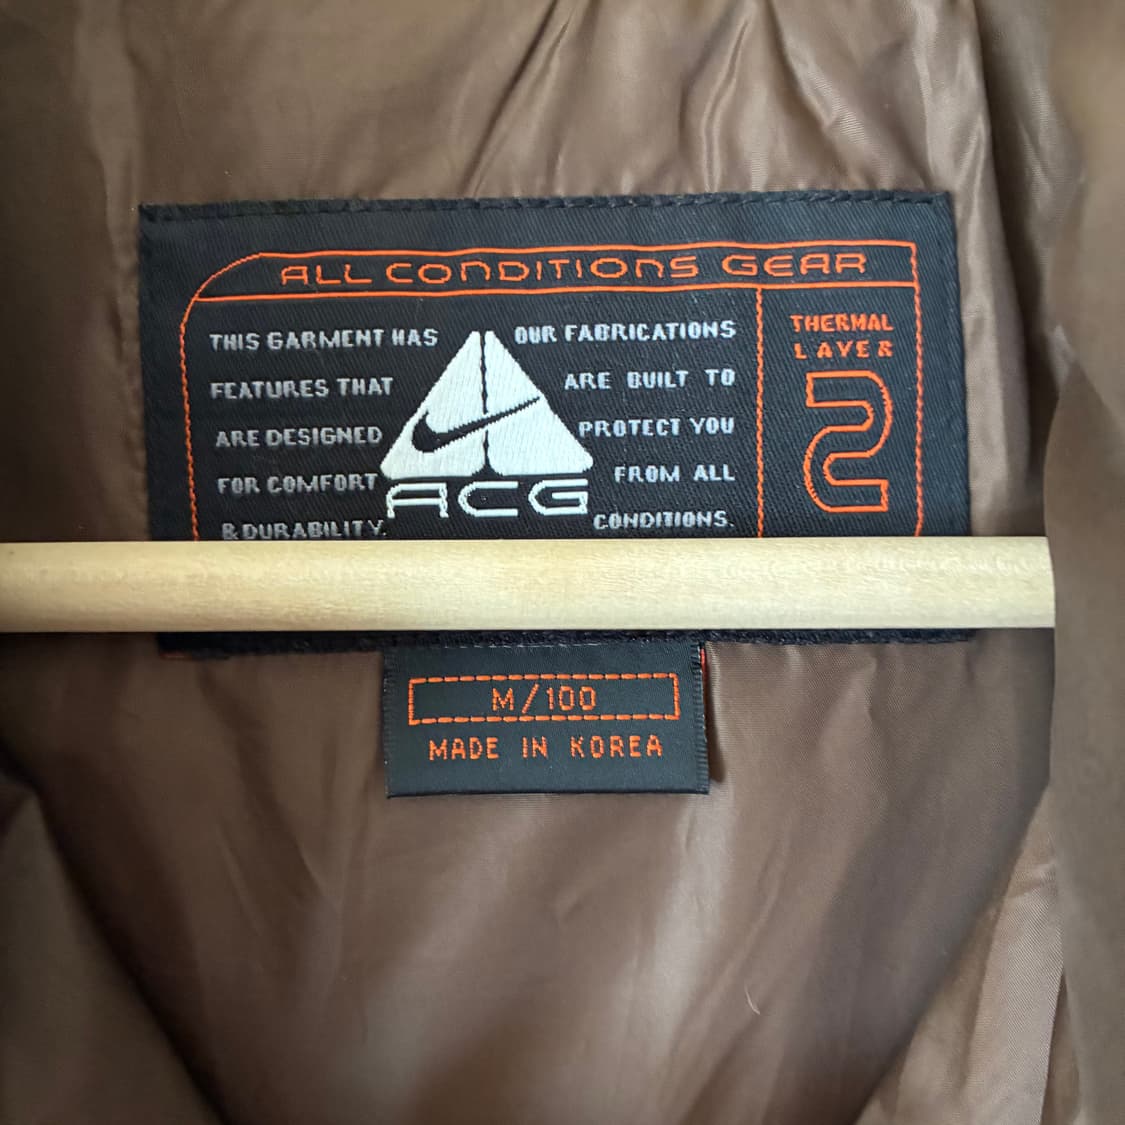 ALL CONDITIONS GEAR
THIS GARMENT HAS
FEATURES THAT
ARE DESIGNED
FOR COMFORT
& DURABILITY.
ACG
OUR FABRICATIONS
ARE BUILT TO
PROTECT YOU
FROM ALL
CONDITIONS.
THERMAL
LAYER
2
M/100
MADE IN KOREA